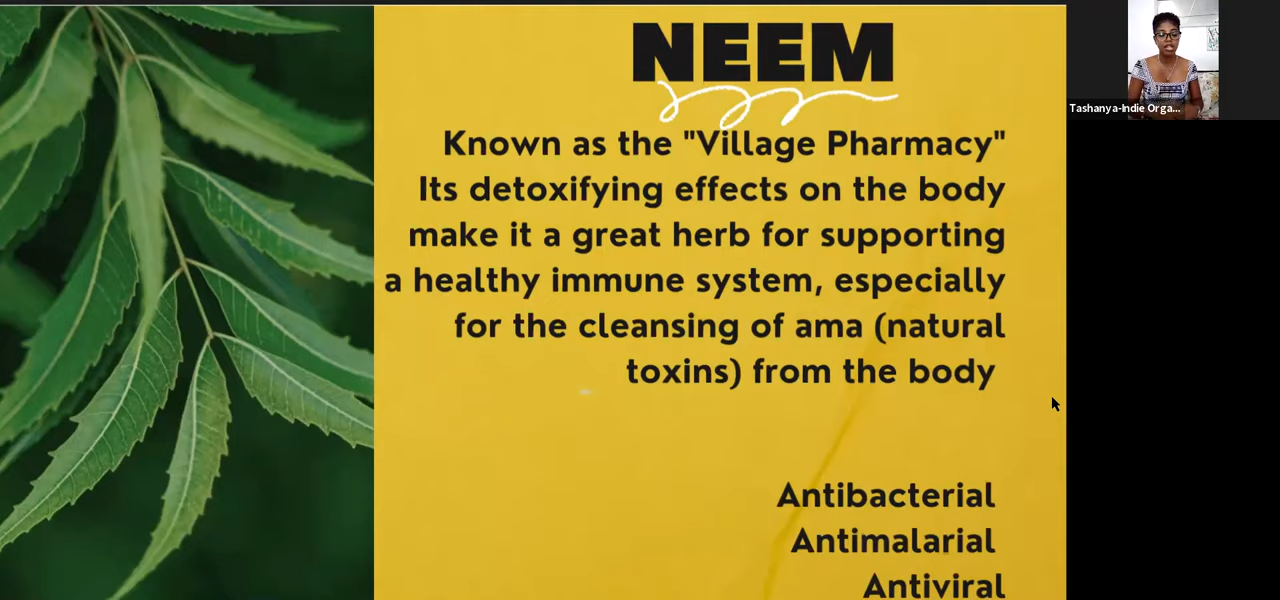 NEEM
Known as the "Village Pharmacy"
Its detoxifying effects on the body
make it a great herb for supporting
a healthy immune system, especially
for the cleansing of ama (natural
toxins) from the body
Antibacterial
Antimalarial
Antiviral
Tashanya-Indie Orga...